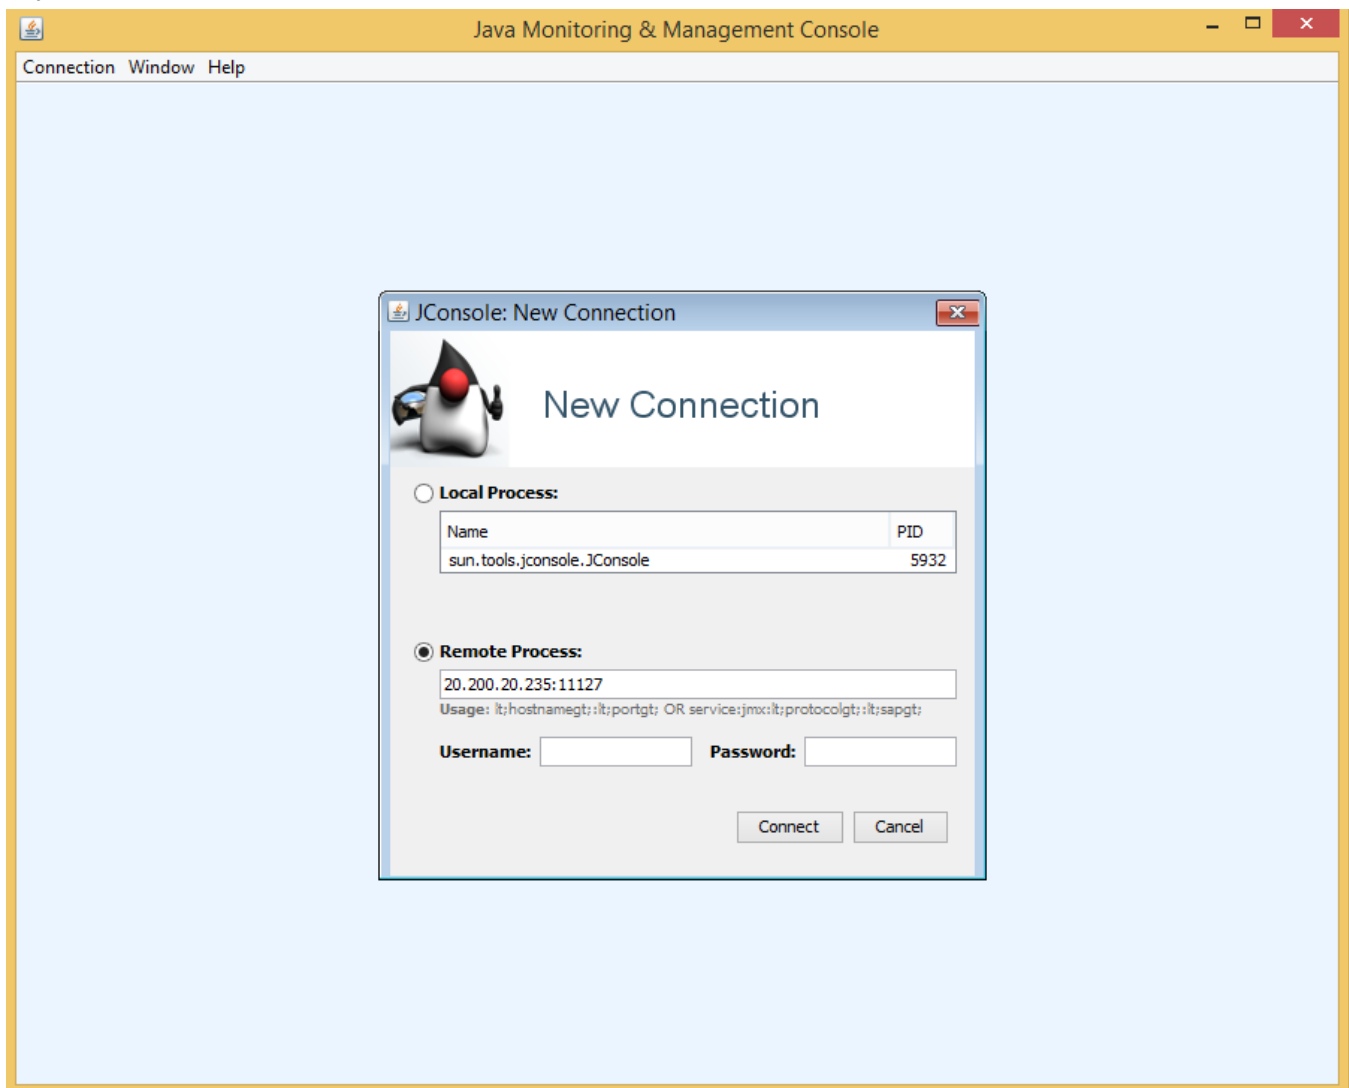 Java Monitoring & Management Console
Connection Window Help
JConsole: New Connection
New Connection
Local Process:
Name PID
sun.tools.jconsole.JConsole 5932
Remote Process:
20.200.20.235:11127
Usage: lt;hostnamegt;:lt;portgt; OR service:jmx:lt;protocolgt;:lt;sapgt;
Username: Password:
Connect Cancel